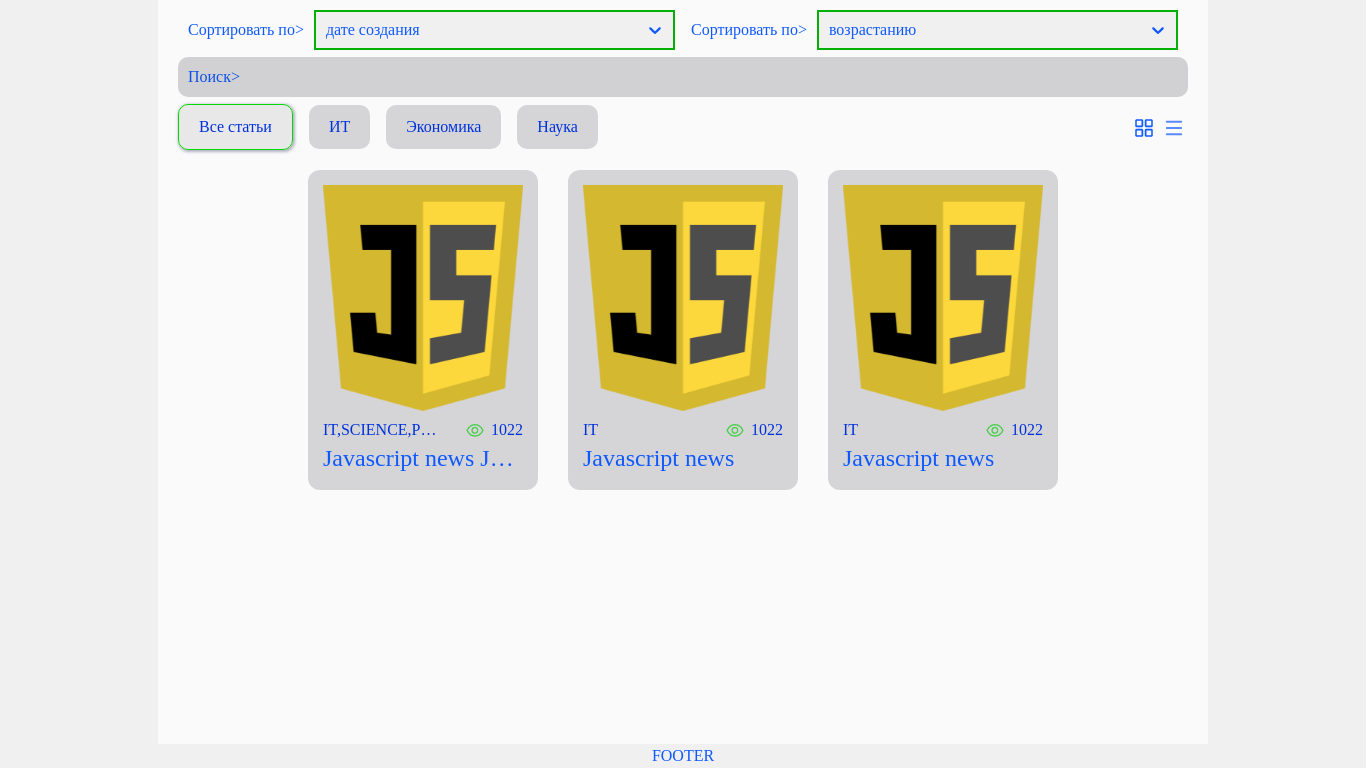 Сортировать по> дате создания Сортировать по> возрастанию
Поиск>
Все статьи ИТ Экономика Наука
JS JS JS
IT,SCIENCE,P… 1022 IT 1022 IT 1022
Javascript news J… Javascript news Javascript news
FOOTER